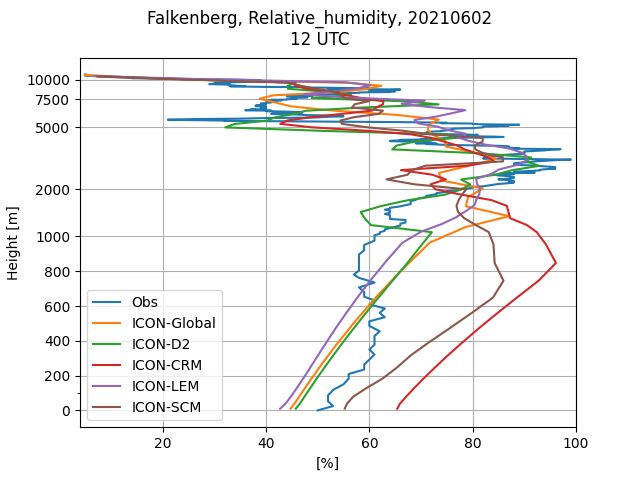 Falkenberg, Relative_humidity, 20210602
12 UTC
10000
7500
5000
2000
1000
800
600
400
200
0
Height [m]
Obs
ICON-Global
ICON-D2
ICON-CRM
ICON-LEM
ICON-SCM
20 40 60 80 100
[%]